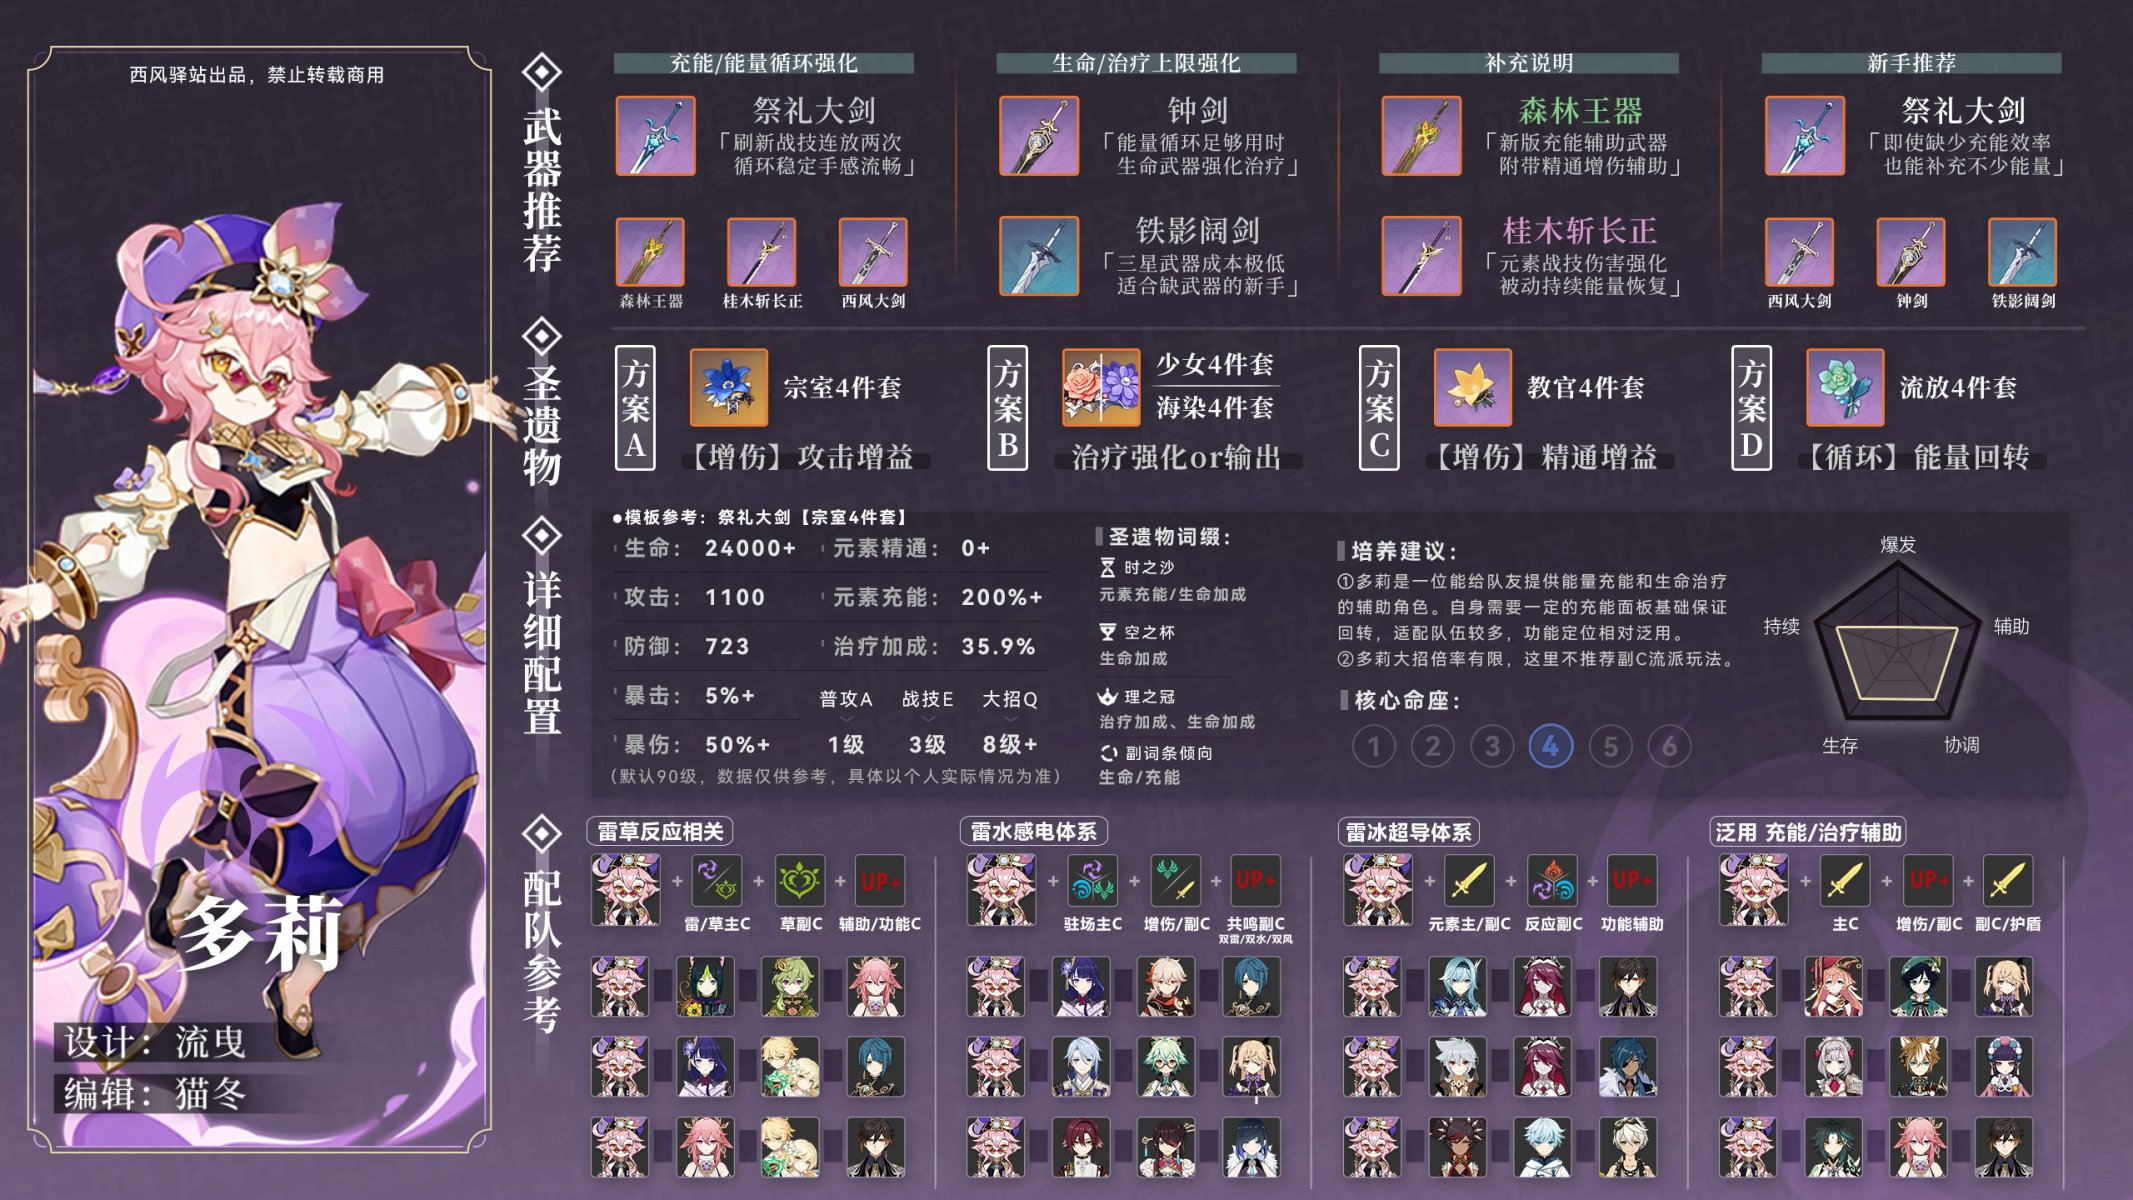 西风驿站出品，禁止转载商用
多莉
设计：流曳
编辑：猫冬
武器推荐
充能/能量循环强化
祭礼大剑
「刷新战技连放两次
循环稳定手感流畅」
森林王器
桂木斩长正
西风大剑
生命/治疗上限强化
钟剑
「能量循环足够用时
生命武器强化治疗」
铁影阔剑
「三星武器成本极低
适合缺武器的新手」
补充说明
森林王器
「新版充能辅助武器
附带精通增伤辅助」
桂木斩长正
「元素战技伤害强化
被动持续能量恢复」
新手推荐
祭礼大剑
「即使缺少充能效率
也能补充不少能量」
西风大剑
钟剑
铁影阔剑
圣遗物
方案A
宗室4件套
【增伤】攻击增益
方案B
少女4件套
海染4件套
治疗强化or输出
方案C
教官4件套
【增伤】精通增益
方案D
流放4件套
【循环】能量回转
详细配置
●模板参考：祭礼大剑【宗室4件套】
生命： 24000+
元素精通： 0+
攻击： 1100
元素充能： 200%+
防御： 723
治疗加成： 35.9%
暴击： 5%+
普攻A 战技E 大招Q
暴伤： 50%+
1级 3级 8级+
(默认90级，数据仅供参考，具体以个人实际情况为准)
圣遗物词缀：
时之沙
元素充能/生命加成
空之杯
生命加成
理之冠
治疗加成、生命加成
副词条倾向
生命/充能
培养建议：
①多莉是一位能给队友提供能量充能和生命治疗
的辅助角色。自身需要一定的充能面板基础保证
回转，适配队伍较多，功能定位相对泛用。
②多莉大招倍率有限，这里不推荐副C流派玩法。
核心命座：
1 2 3 4 5 6
爆发
持续
辅助
生存
协调
配队参考
雷草反应相关
+ + + UP+
雷/草主C 草副C 辅助/功能C
雷水感电体系
+ + + UP+
驻场主C 增伤/副C 共鸣副C
双雷/双水/双风
雷冰超导体系
+ + + UP+
元素主/副C 反应副C 功能辅助
泛用 充能/治疗辅助
+ + UP+ +
主C 增伤/副C 副C/护盾